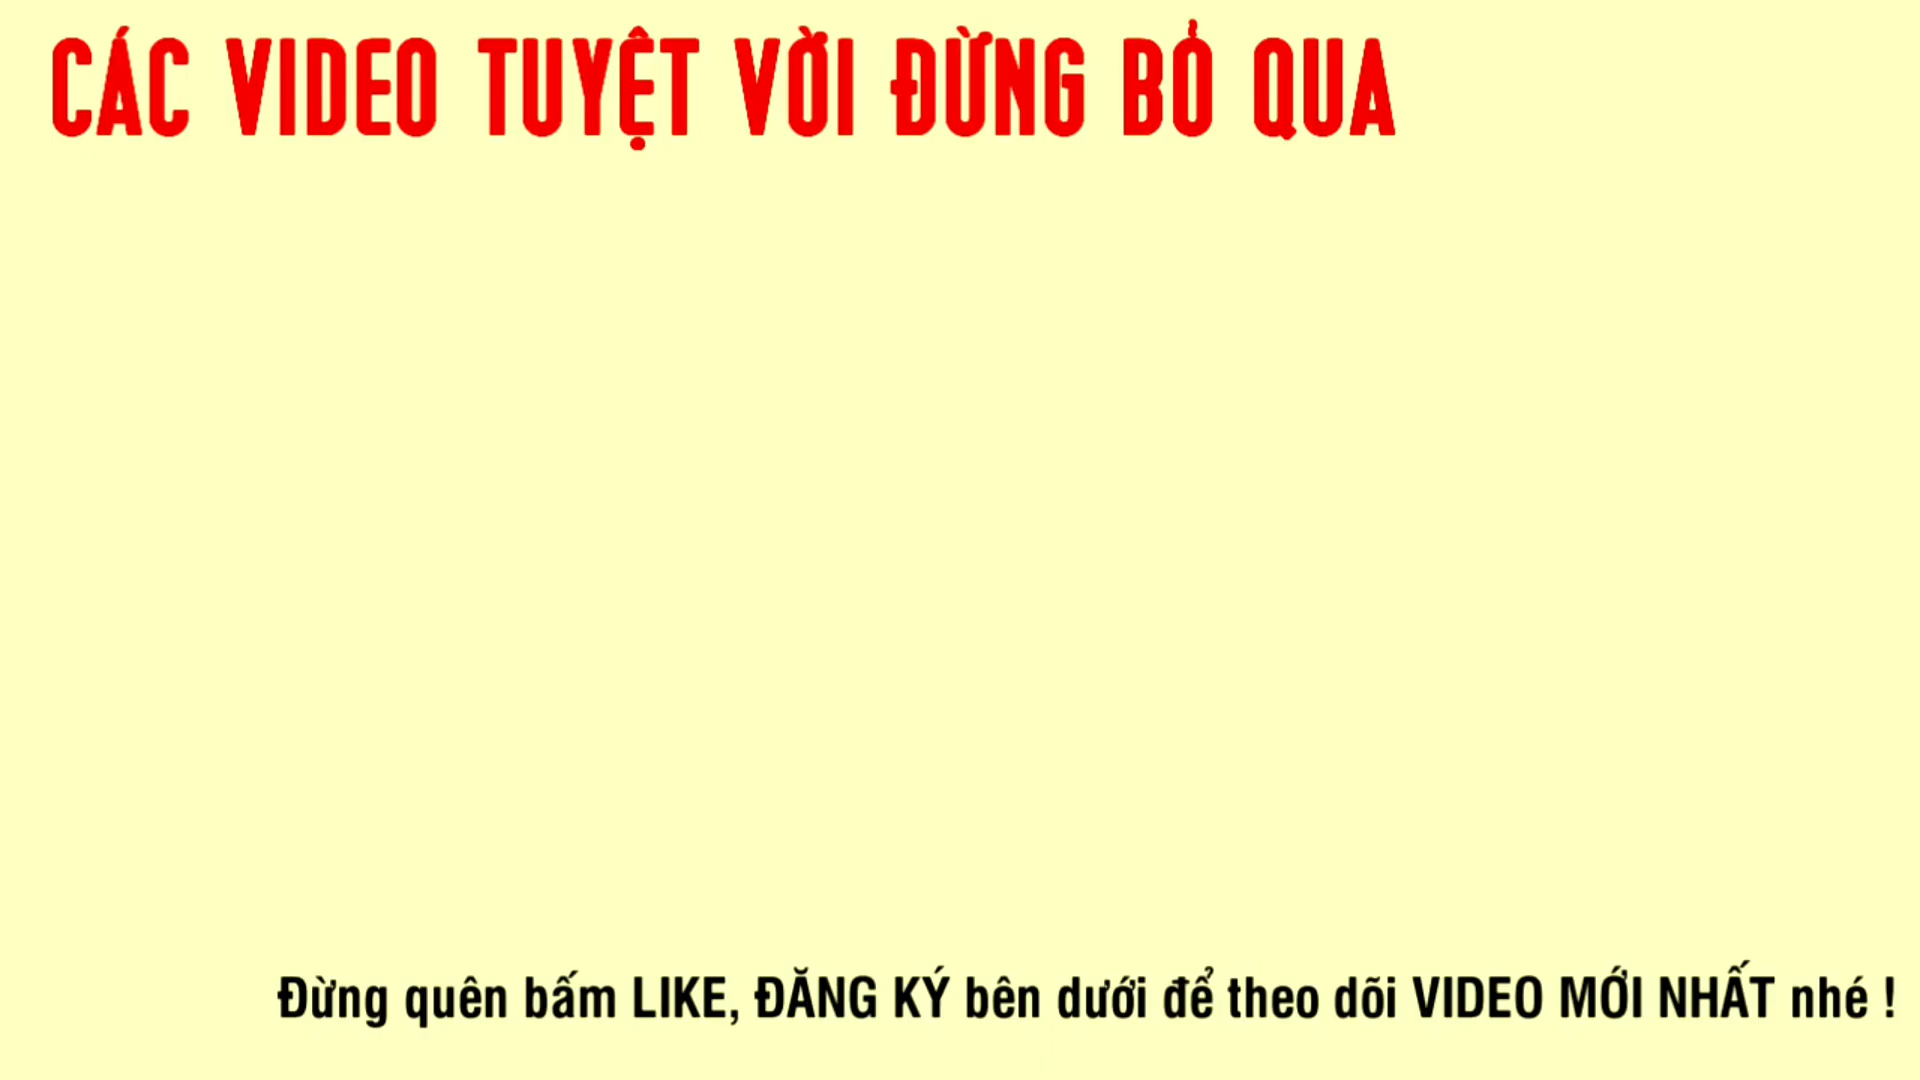 CÁC VIDEO TUYỆT VỜI ĐỪNG BỎ QUA
Đừng quên bấm LIKE, ĐĂNG KÝ bên dưới để theo dõi VIDEO MỚI NHẤT nhé !